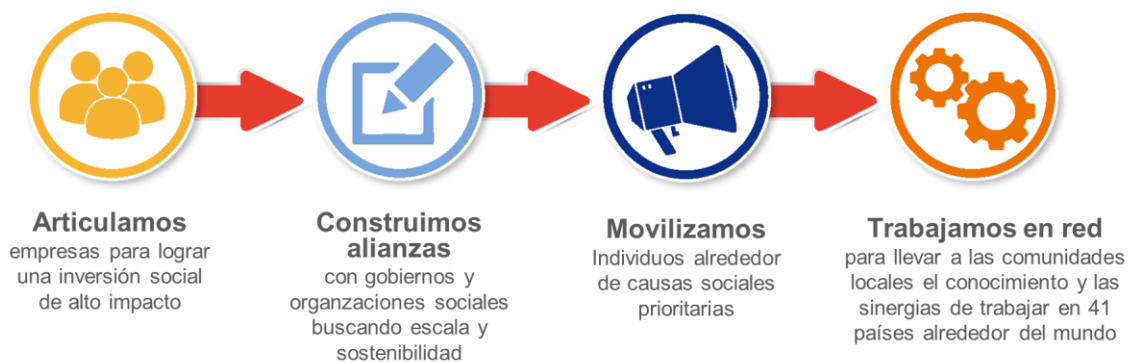 Articulamos
empresas para lograr
una inversión social
de alto impacto
Construimos
alianzas
con gobiernos y
organzaciones sociales
buscando escala y
sostenibilidad
Movilizamos
Individuos alrededor
de causas sociales
prioritarias
Trabajamos en red
para llevar a las comunidades
locales el conocimiento y las
sinergias de trabajar en 41
países alrededor del mundo